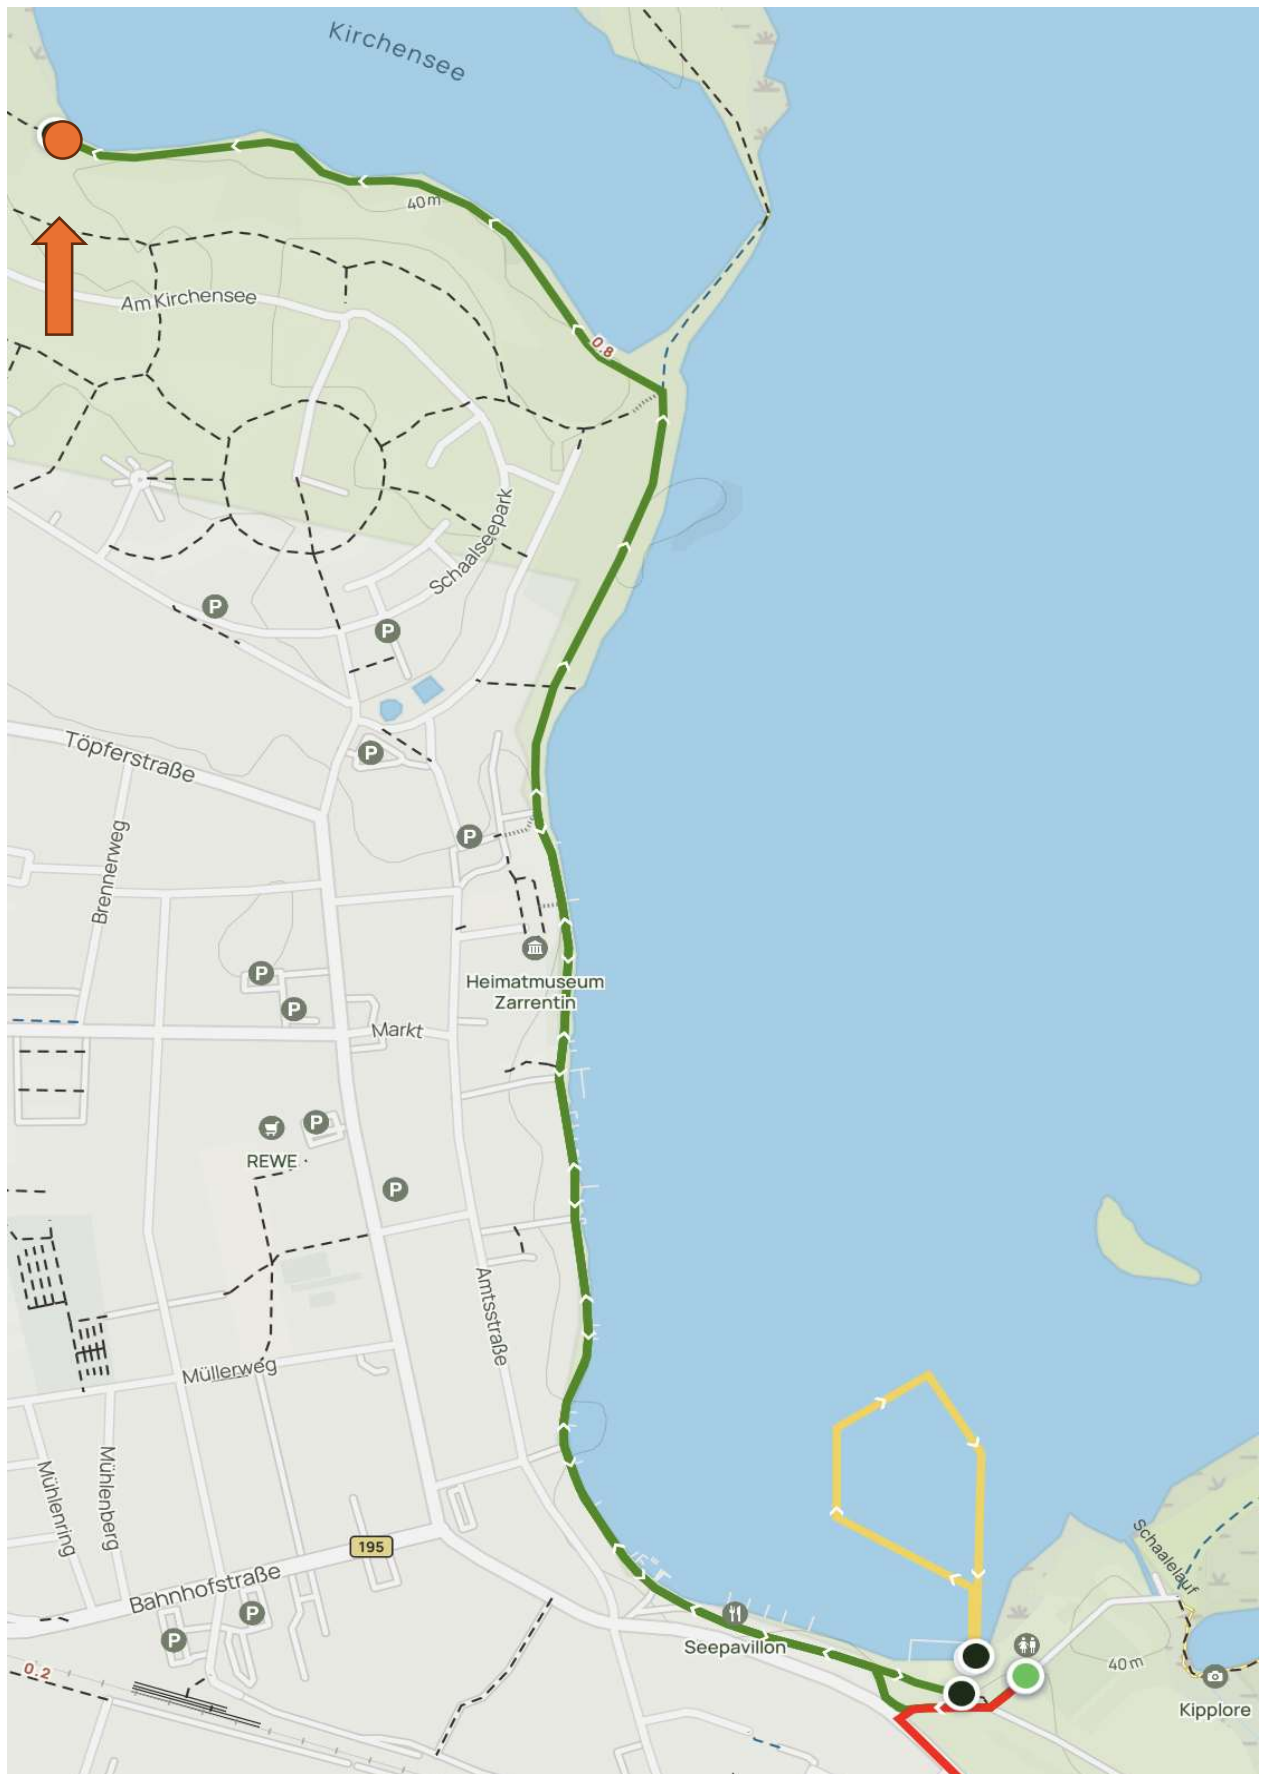 Kirchensee
40m
Am Kirchensee
0.8
Schaalseepark
P
P
Töpferstraße
P
P
Brennerweg
P
Heimatmuseum
Zarrentin
P
Markt
P
REWE
P
Amtsstraße
Müllerweg
Mühlenring
Mühlenberg
195
Schaalelauf
Bahnhofstraße
P
P
Seepavillon
40m
0.2
Kipplore